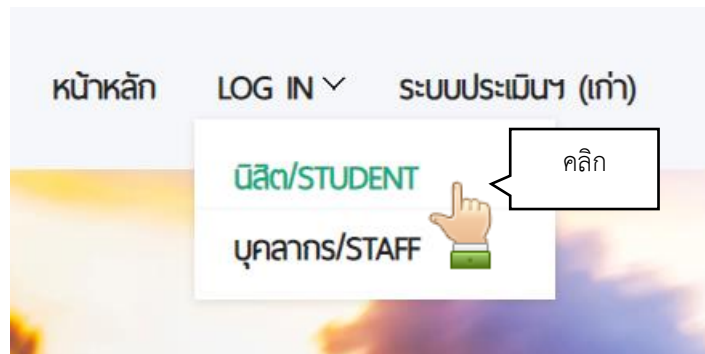 หน้าหลัก LOG IN ระบบประเมินฯ (เก่า)
นิสิต/STUDENT
คลิก
บุคลากร/STAFF